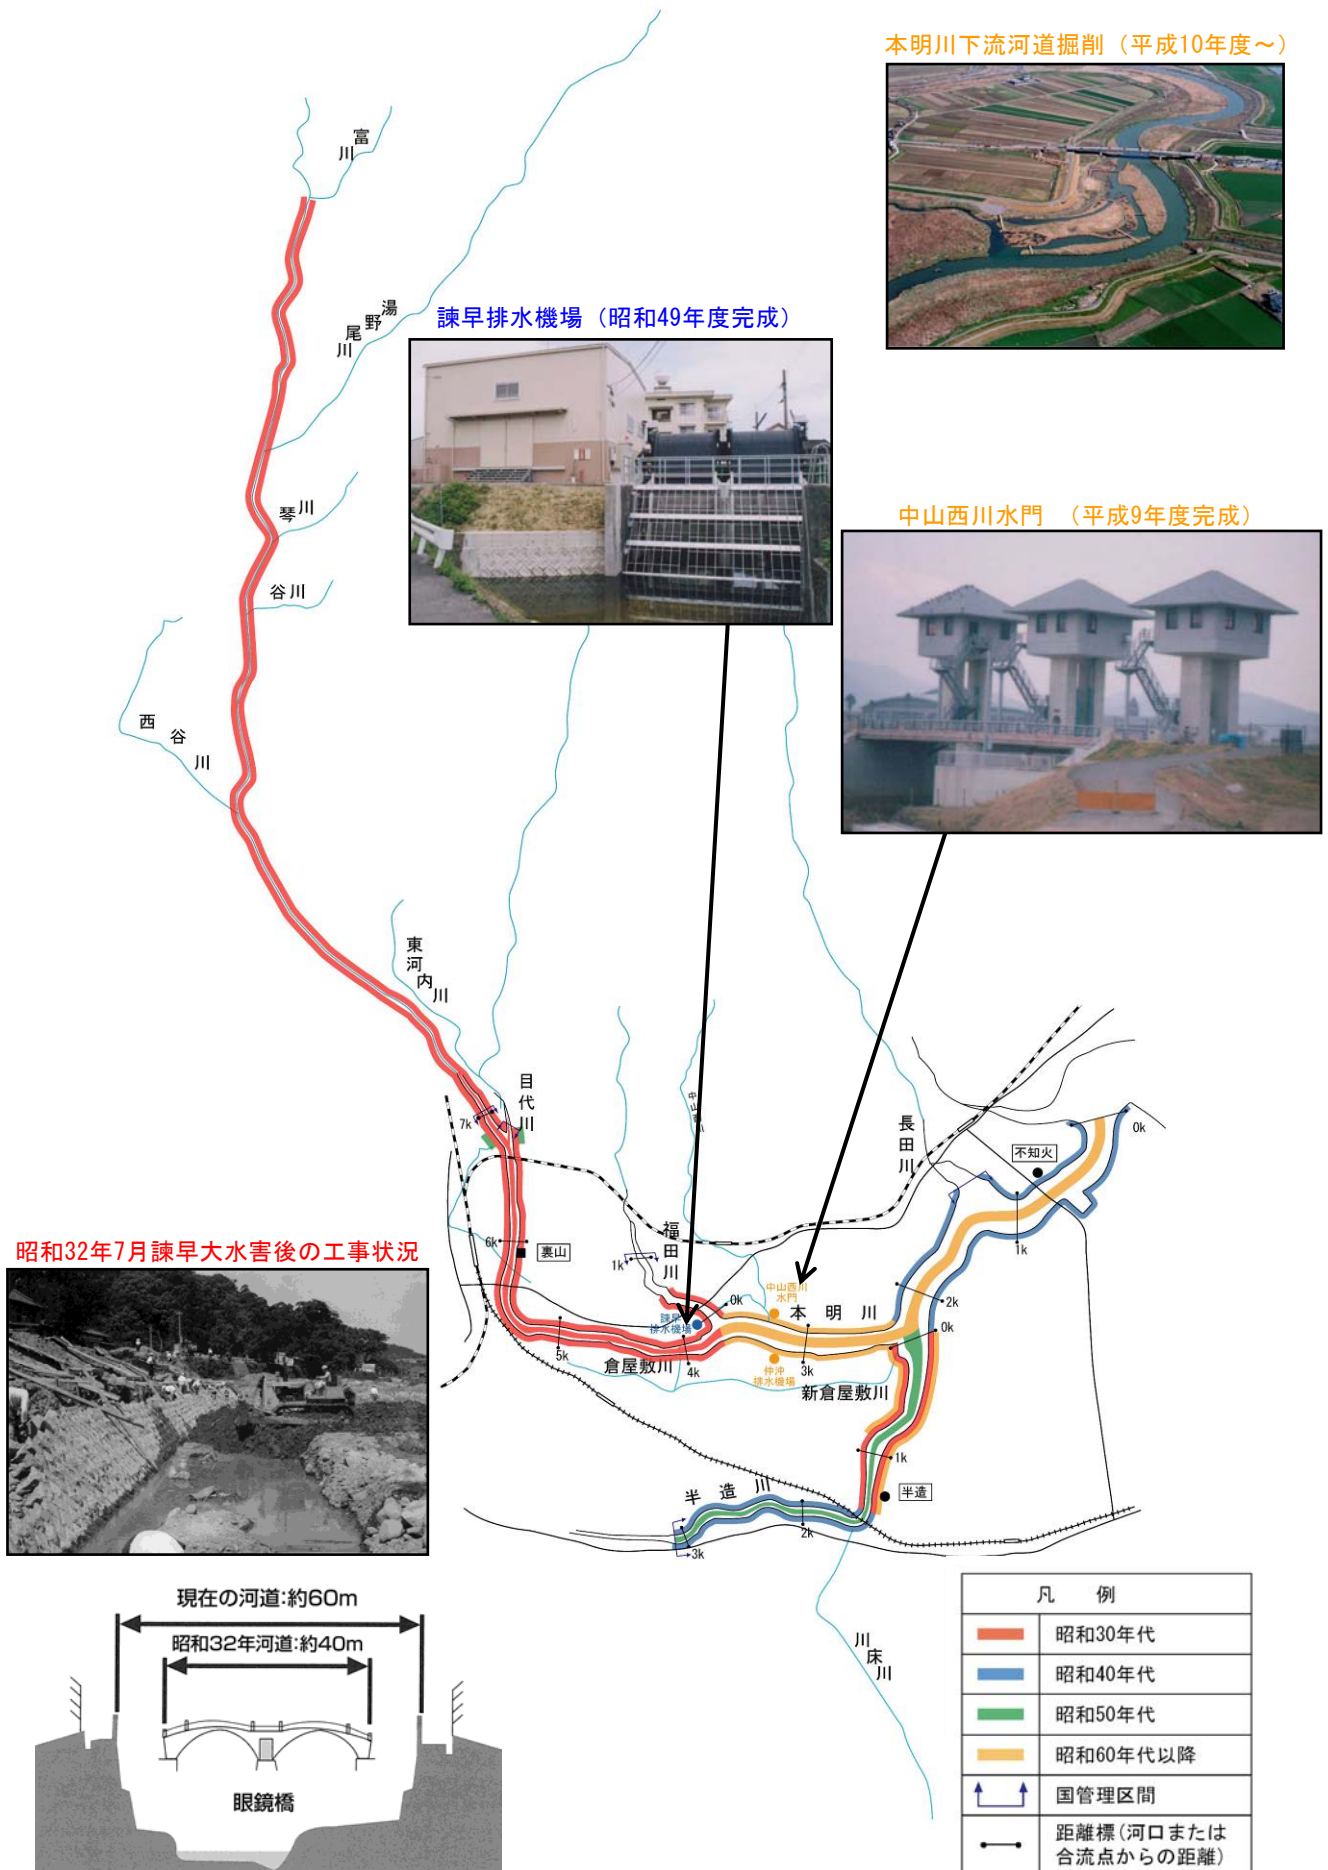 本明川下流河道掘削（平成10年度～）
富川
湯野尾川
諫早排水機場（昭和49年度完成）
琴川
中山西川水門　（平成9年度完成）
谷川
西谷川
東河内川
目代川
7k
長田川
0k
不知火
昭和32年7月諫早大水害後の工事状況
6k
裏山
福田川
1k
1k
中山西川
水門
0k
本明川
2k
諫早
排水機場
0k
5k
倉屋敷川
4k
3k
仲沖
排水機場
新倉屋敷川
1k
半造川
半造
2k
3k
現在の河道:約60m
昭和32年河道:約40m
眼鏡橋
川床川
凡　例
昭和30年代
昭和40年代
昭和50年代
昭和60年代以降
国管理区間
距離標(河口または
合流点からの距離)